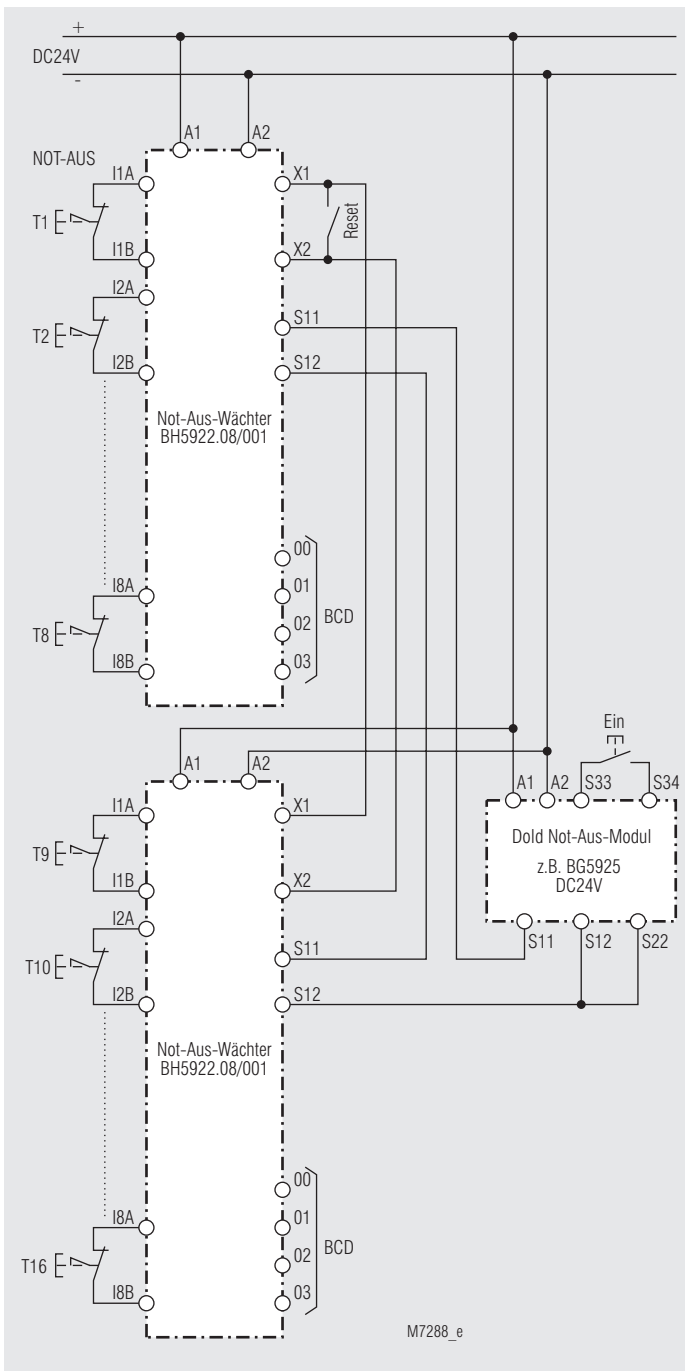 +
DC24V
-
A1 A2
NOT-AUS
I1A X1
T1 Reset
I1B X2
I2A
S11
T2
I2B S12
Not-Aus-Wächter
BH5922.08/001
00
I8A 01
02 BCD
T8
I8B 03
Ein
A1 A2 A1 A2 S33 S34
I1A X1
Dold Not-Aus-Modul
T9 z.B. BG5925
DC24V
I1B X2
I2A
S11 S12 S22
T10 S11
I2B S12
Not-Aus-Wächter
BH5922.08/001
00
I8A 01
02 BCD
T16
I8B 03
M7288_e